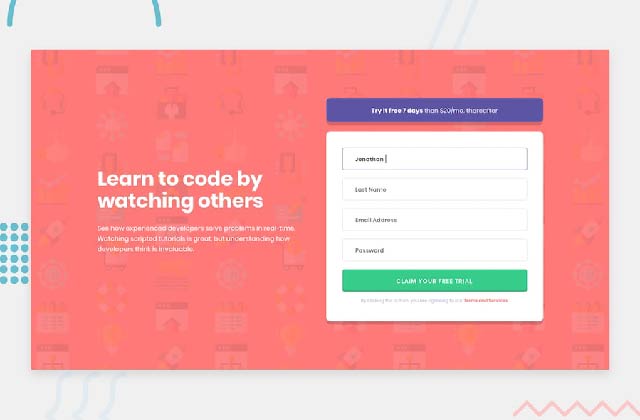 Learn to code by
watching others
See how experienced developers solve problems in real-time.
Watching scripted tutorials is great, but understanding how
developers think is invaluable.
Try it free 7 days than $20/mo. thereafter
Jonathan
Last Name
Email Address
Password
CLAIM YOUR FREE TRIAL
By clicking the button, you are agreeing to our Terms and Services